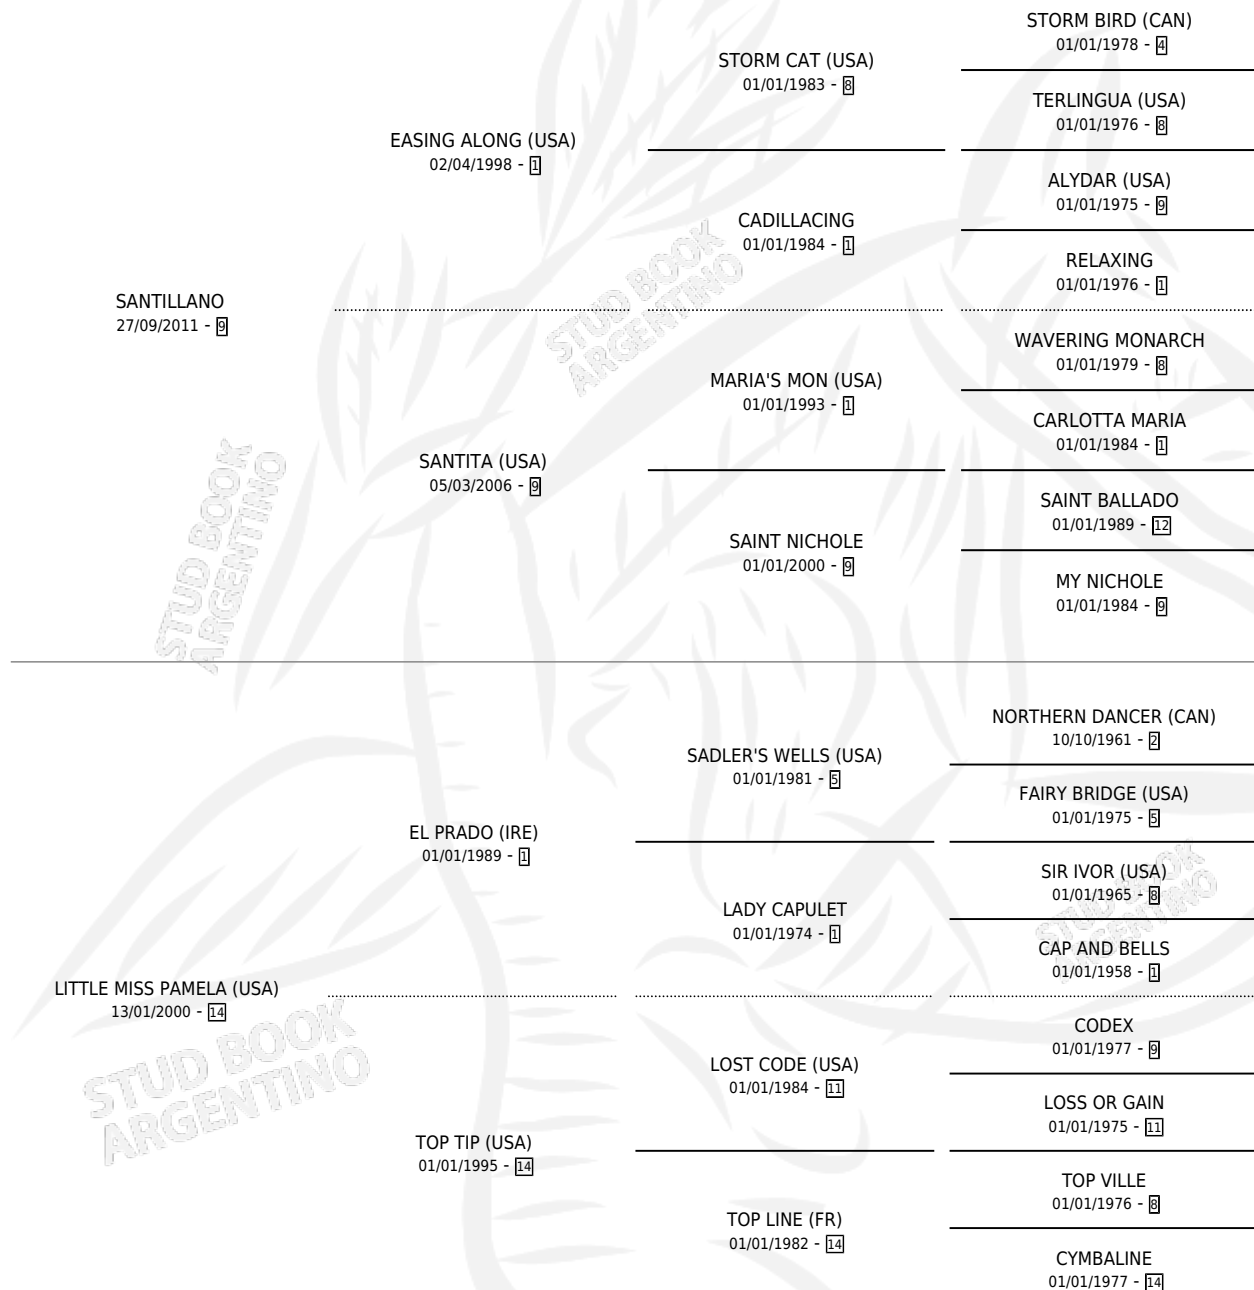 STORM BIRD (CAN)
01/01/1978 - 4
STORM CAT (USA)
01/01/1983 - 8
TERLINGUA (USA)
01/01/1976 - 8
EASING ALONG (USA)
02/04/1998 - 1
ALYDAR (USA)
01/01/1975 - 9
CADILLACING
01/01/1984 - 1
RELAXING
01/01/1976 - 1
SANTILLANO
27/09/2011 - 9
STUD BOOK
ARGENTINO
WAVERING MONARCH
01/01/1979 - 8
MARIA'S MON (USA)
01/01/1993 - 1
CARLOTTA MARIA
01/01/1984 - 1
SANTITA (USA)
05/03/2006 - 9
SAINT BALLADO
01/01/1989 - 12
SAINT NICHOLE
01/01/2000 - 9
MY NICHOLE
01/01/1984 - 9
STUD BOOK
ARGENTINO
NORTHERN DANCER (CAN)
10/10/1961 - 2
SADLER'S WELLS (USA)
01/01/1981 - 5
FAIRY BRIDGE (USA)
01/01/1975 - 5
EL PRADO (IRE)
01/01/1989 - 1
SIR IVOR (USA)
01/01/1965 - 8
STUD BOOK
ARGENTINO
LADY CAPULET
01/01/1974 - 1
CAP AND BELLS
01/01/1958 - 1
LITTLE MISS PAMELA (USA)
13/01/2000 - 14
STUD BOOK
ARGENTINO
CODEX
01/01/1977 - 9
LOST CODE (USA)
01/01/1984 - 11
LOSS OR GAIN
01/01/1975 - 11
TOP TIP (USA)
01/01/1995 - 14
TOP VILLE
01/01/1976 - 8
TOP LINE (FR)
01/01/1982 - 14
CYMBALINE
01/01/1977 - 14